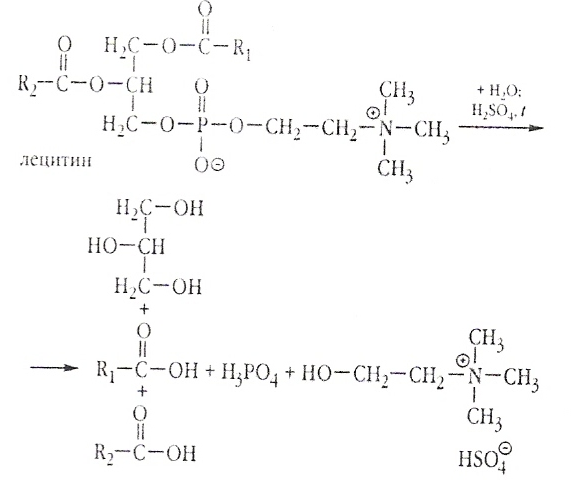 O
H₂C—O—C—R₁
O
R₂—C—O—CH
O
H₂C—O—P—O—CH₂—CH₂—N⊕—CH₃
CH₃
CH₃
O⊖
+ H₂O;
H₂SO₄, t
лецитин
H₂C—OH
HO—CH
H₂C—OH
+
O
R₁—C—OH + H₃PO₄ + HO—CH₂—CH₂—N⊕—CH₃
CH₃
CH₃
+
O
R₂—C—OH
HSO₄⊖